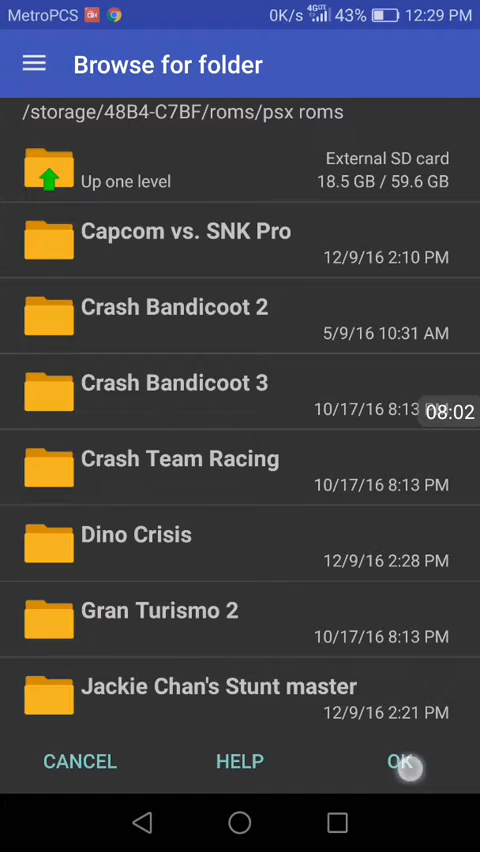 MetroPCS 0K/s 4GLTE 43% 12:29 PM
Browse for folder
/storage/48B4-C7BF/roms/psx roms
External SD card
Up one level 18.5 GB / 59.6 GB
Capcom vs. SNK Pro
12/9/16 2:10 PM
Crash Bandicoot 2
5/9/16 10:31 AM
Crash Bandicoot 3
10/17/16 8:13
08:02
Crash Team Racing
10/17/16 8:13 PM
Dino Crisis
12/9/16 2:28 PM
Gran Turismo 2
10/17/16 8:13 PM
Jackie Chan's Stunt master
12/9/16 2:21 PM
CANCEL HELP OK